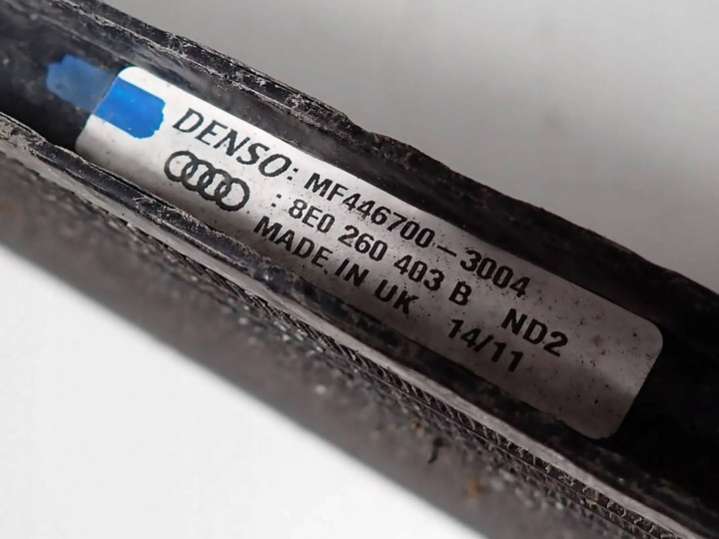 DENSO: MF446700-3004
: 8E0 260 403 B ND2
MADE IN UK 14/11